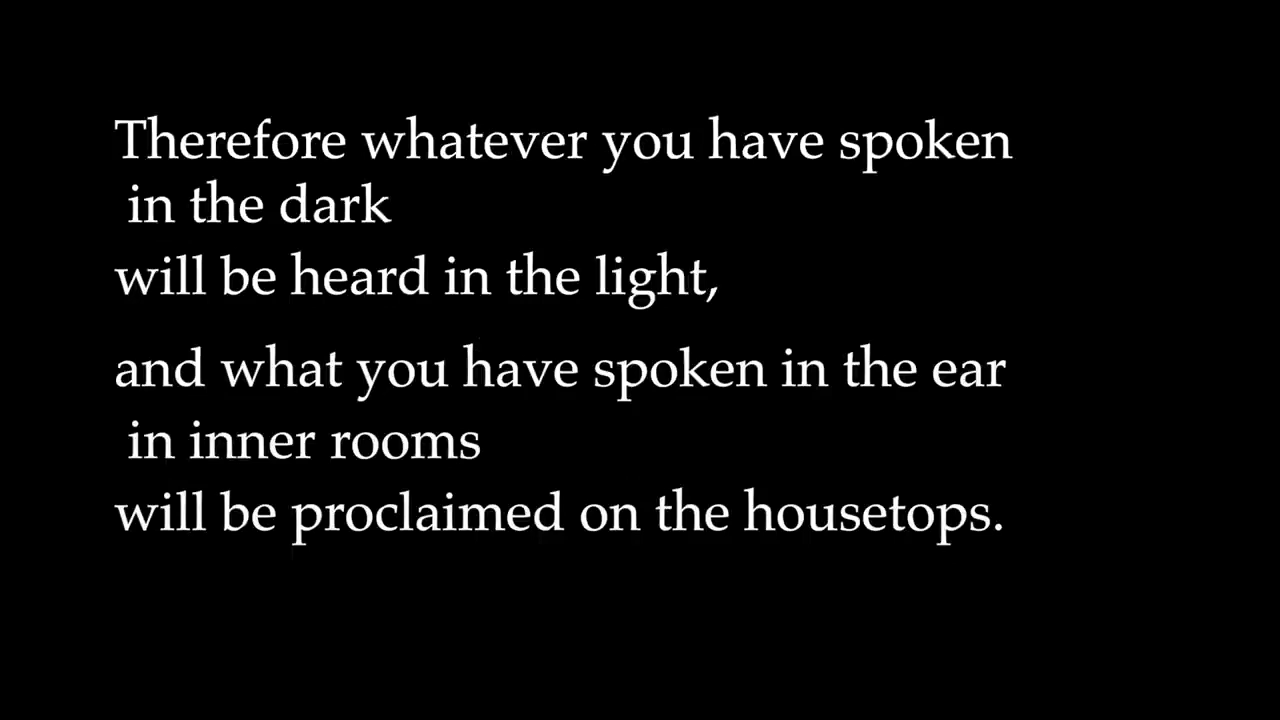 Therefore whatever you have spoken
in the dark
will be heard in the light,
and what you have spoken in the ear
in inner rooms
will be proclaimed on the housetops.